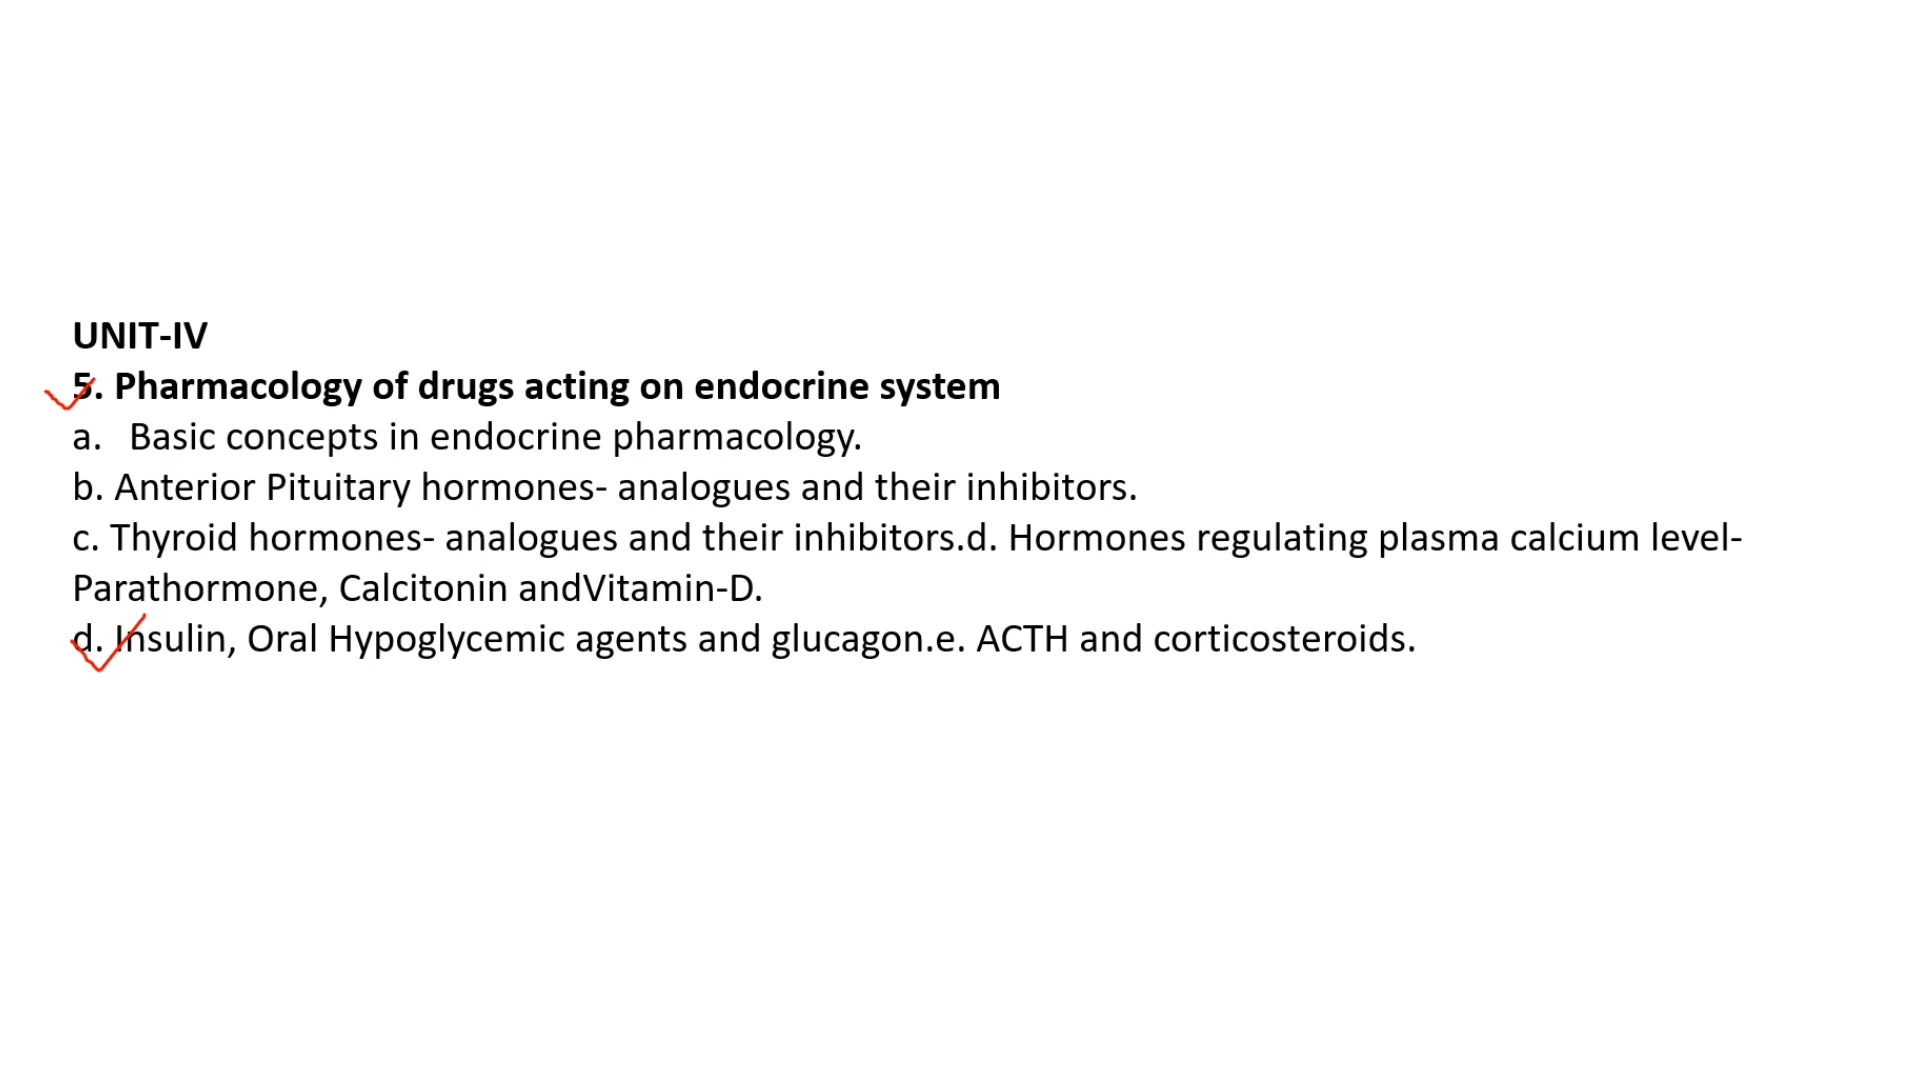 UNIT-IV
5. Pharmacology of drugs acting on endocrine system
a. Basic concepts in endocrine pharmacology.
b. Anterior Pituitary hormones- analogues and their inhibitors.
c. Thyroid hormones- analogues and their inhibitors.d. Hormones regulating plasma calcium level-
Parathormone, Calcitonin andVitamin-D.
d. Insulin, Oral Hypoglycemic agents and glucagon.e. ACTH and corticosteroids.